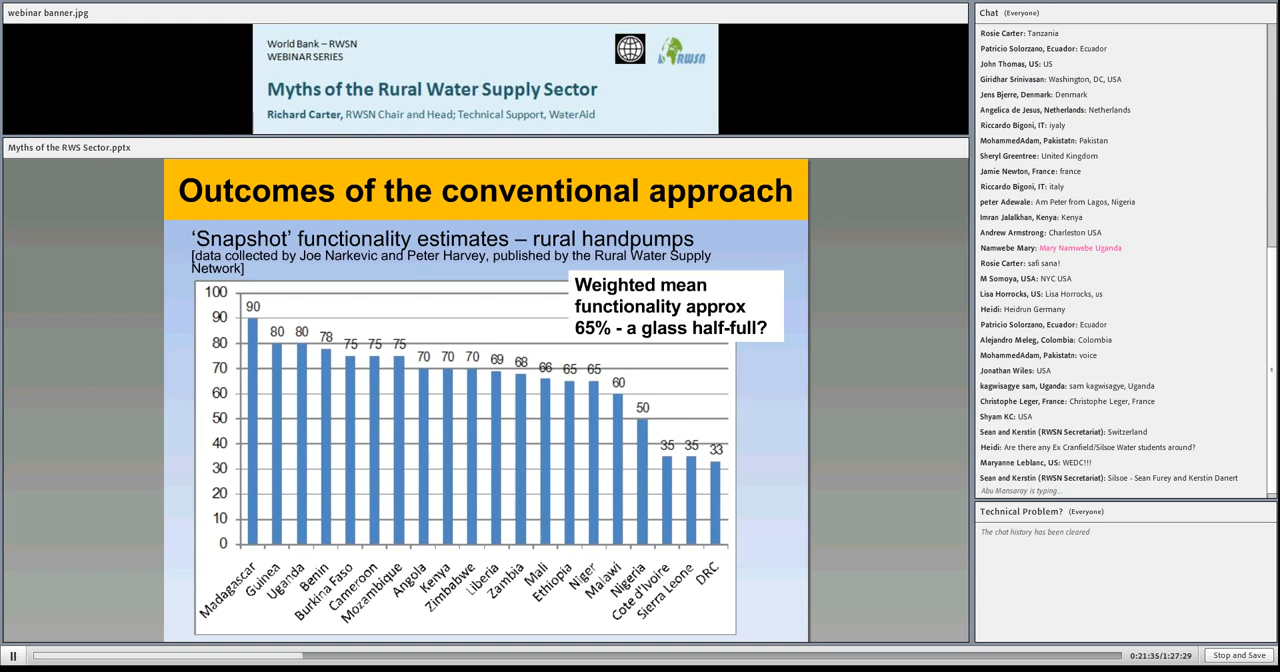 webinar banner.jpg
World Bank – RWSN
WEBINAR SERIES
RWSN
Myths of the Rural Water Supply Sector
Richard Carter, RWSN Chair and Head; Technical Support, WaterAid
Myths of the RWS Sector.pptx
Outcomes of the conventional approach
‘Snapshot’ functionality estimates – rural handpumps
[data collected by Joe Narkevic and Peter Harvey, published by the Rural Water Supply
Network]
Weighted mean
functionality approx
65% - a glass half-full?
100
90
80
70
60
50
40
30
20
10
0
90
80
80
78
75
75
75
70
70
70
69
68
66
65
65
60
50
35
35
33
Madagascar
Guinea
Uganda
Benin
Burkina Faso
Cameroon
Mozambique
Angola
Kenya
Zimbabwe
Liberia
Zambia
Mali
Ethiopia
Niger
Malawi
Nigeria
Cote d'Ivoire
Sierra Leone
DRC
Chat (Everyone)
Rosie Carter: Tanzania
Patricio Solorzano, Ecuador: Ecuador
John Thomas, US: US
Giridhar Srinivasan: Washington, DC, USA
Jens Bjerre, Denmark: Denmark
Angelica de Jesus, Netherlands: Netherlands
Riccardo Bigoni, IT: iyaly
MohammedAdam, Pakistatn: Pakistan
Sheryl Greentree: United Kingdom
Jamie Newton, France: france
Riccardo Bigoni, IT: italy
peter Adewale: Am Peter from Lagos, Nigeria
Imran Jalalkhan, Kenya: Kenya
Andrew Armstrong: Charleston USA
Namwebe Mary: Mary Namwebe Uganda
Rosie Carter: safi sana!
M Somoya, USA: NYC USA
Lisa Horrocks, US: Lisa Horrocks, us
Heidi: Heidrun Germany
Patricio Solorzano, Ecuador: Ecuador
Alejandro Meleg, Colombia: Colombia
MohammedAdam, Pakistatn: voice
Jonathan Wiles: USA
kagwisagye sam, Uganda: sam kagwisagye, Uganda
Christophe Leger, France: Christophe Leger, France
Shyam KC: USA
Sean and Kerstin (RWSN Secretariat): Switzerland
Heidi: Are there any Ex Cranfield/Silsoe Water students around?
Maryanne Leblanc, US: WEDC!!!
Sean and Kerstin (RWSN Secretariat): Silsoe - Sean Furey and Kerstin Danert
Abu Mansaray is typing...
Technical Problem? (Everyone)
The chat history has been cleared
0:21:35/1:27:29
Stop and Save